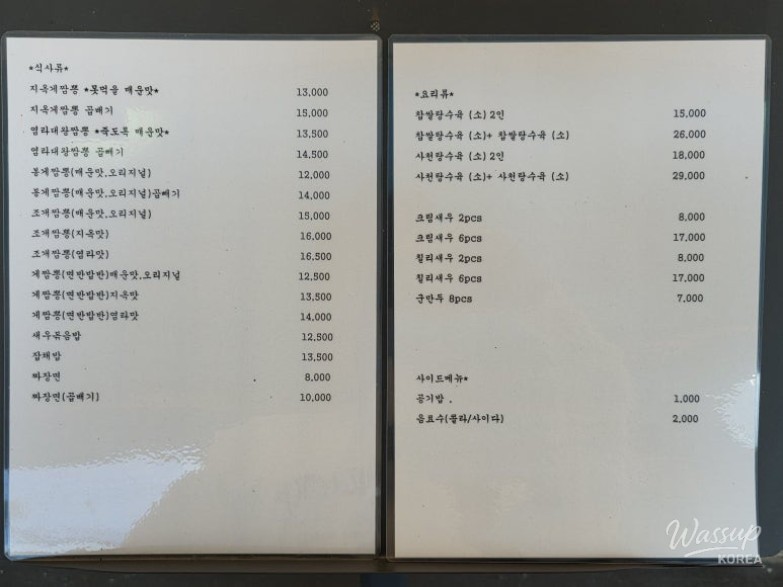 *식사류*
지옥게짬뽕 *못먹을 매운맛* 13,000
지옥게짬뽕 곱빼기 15,000
염라대왕짬뽕 *죽도록 매운맛* 13,500
염라대왕짬뽕 곱빼기 14,500
통게짬뽕(매운맛,오리지널) 12,000
통게짬뽕(매운맛,오리지널)곱빼기 14,000
조개짬뽕(매운맛,오리지널) 15,000
조개짬뽕(지옥맛) 16,000
조개짬뽕(염라맛) 16,500
게짬뽕(면반밥반)매운맛,오리지널 12,500
게짬뽕(면반밥반)지옥맛 13,500
게짬뽕(면반밥반)염라맛 14,000
새우볶음밥 12,500
잡채밥 13,500
짜장면 8,000
짜장면(곱빼기) 10,000
*요리류*
찹쌀탕수육 (소) 2인 15,000
찹쌀탕수육 (소)+ 찹쌀탕수육 (소) 26,000
사천탕수육 (소) 2인 18,000
사천탕수육 (소)+ 사천탕수육 (소) 29,000
크림새우 2pcs 8,000
크림새우 6pcs 17,000
칠리새우 2pcs 8,000
칠리새우 6pcs 17,000
군만두 8pcs 7,000
사이드메뉴*
공기밥 . 1,000
음료수(콜라/사이다) 2,000
Wassup
KOREA